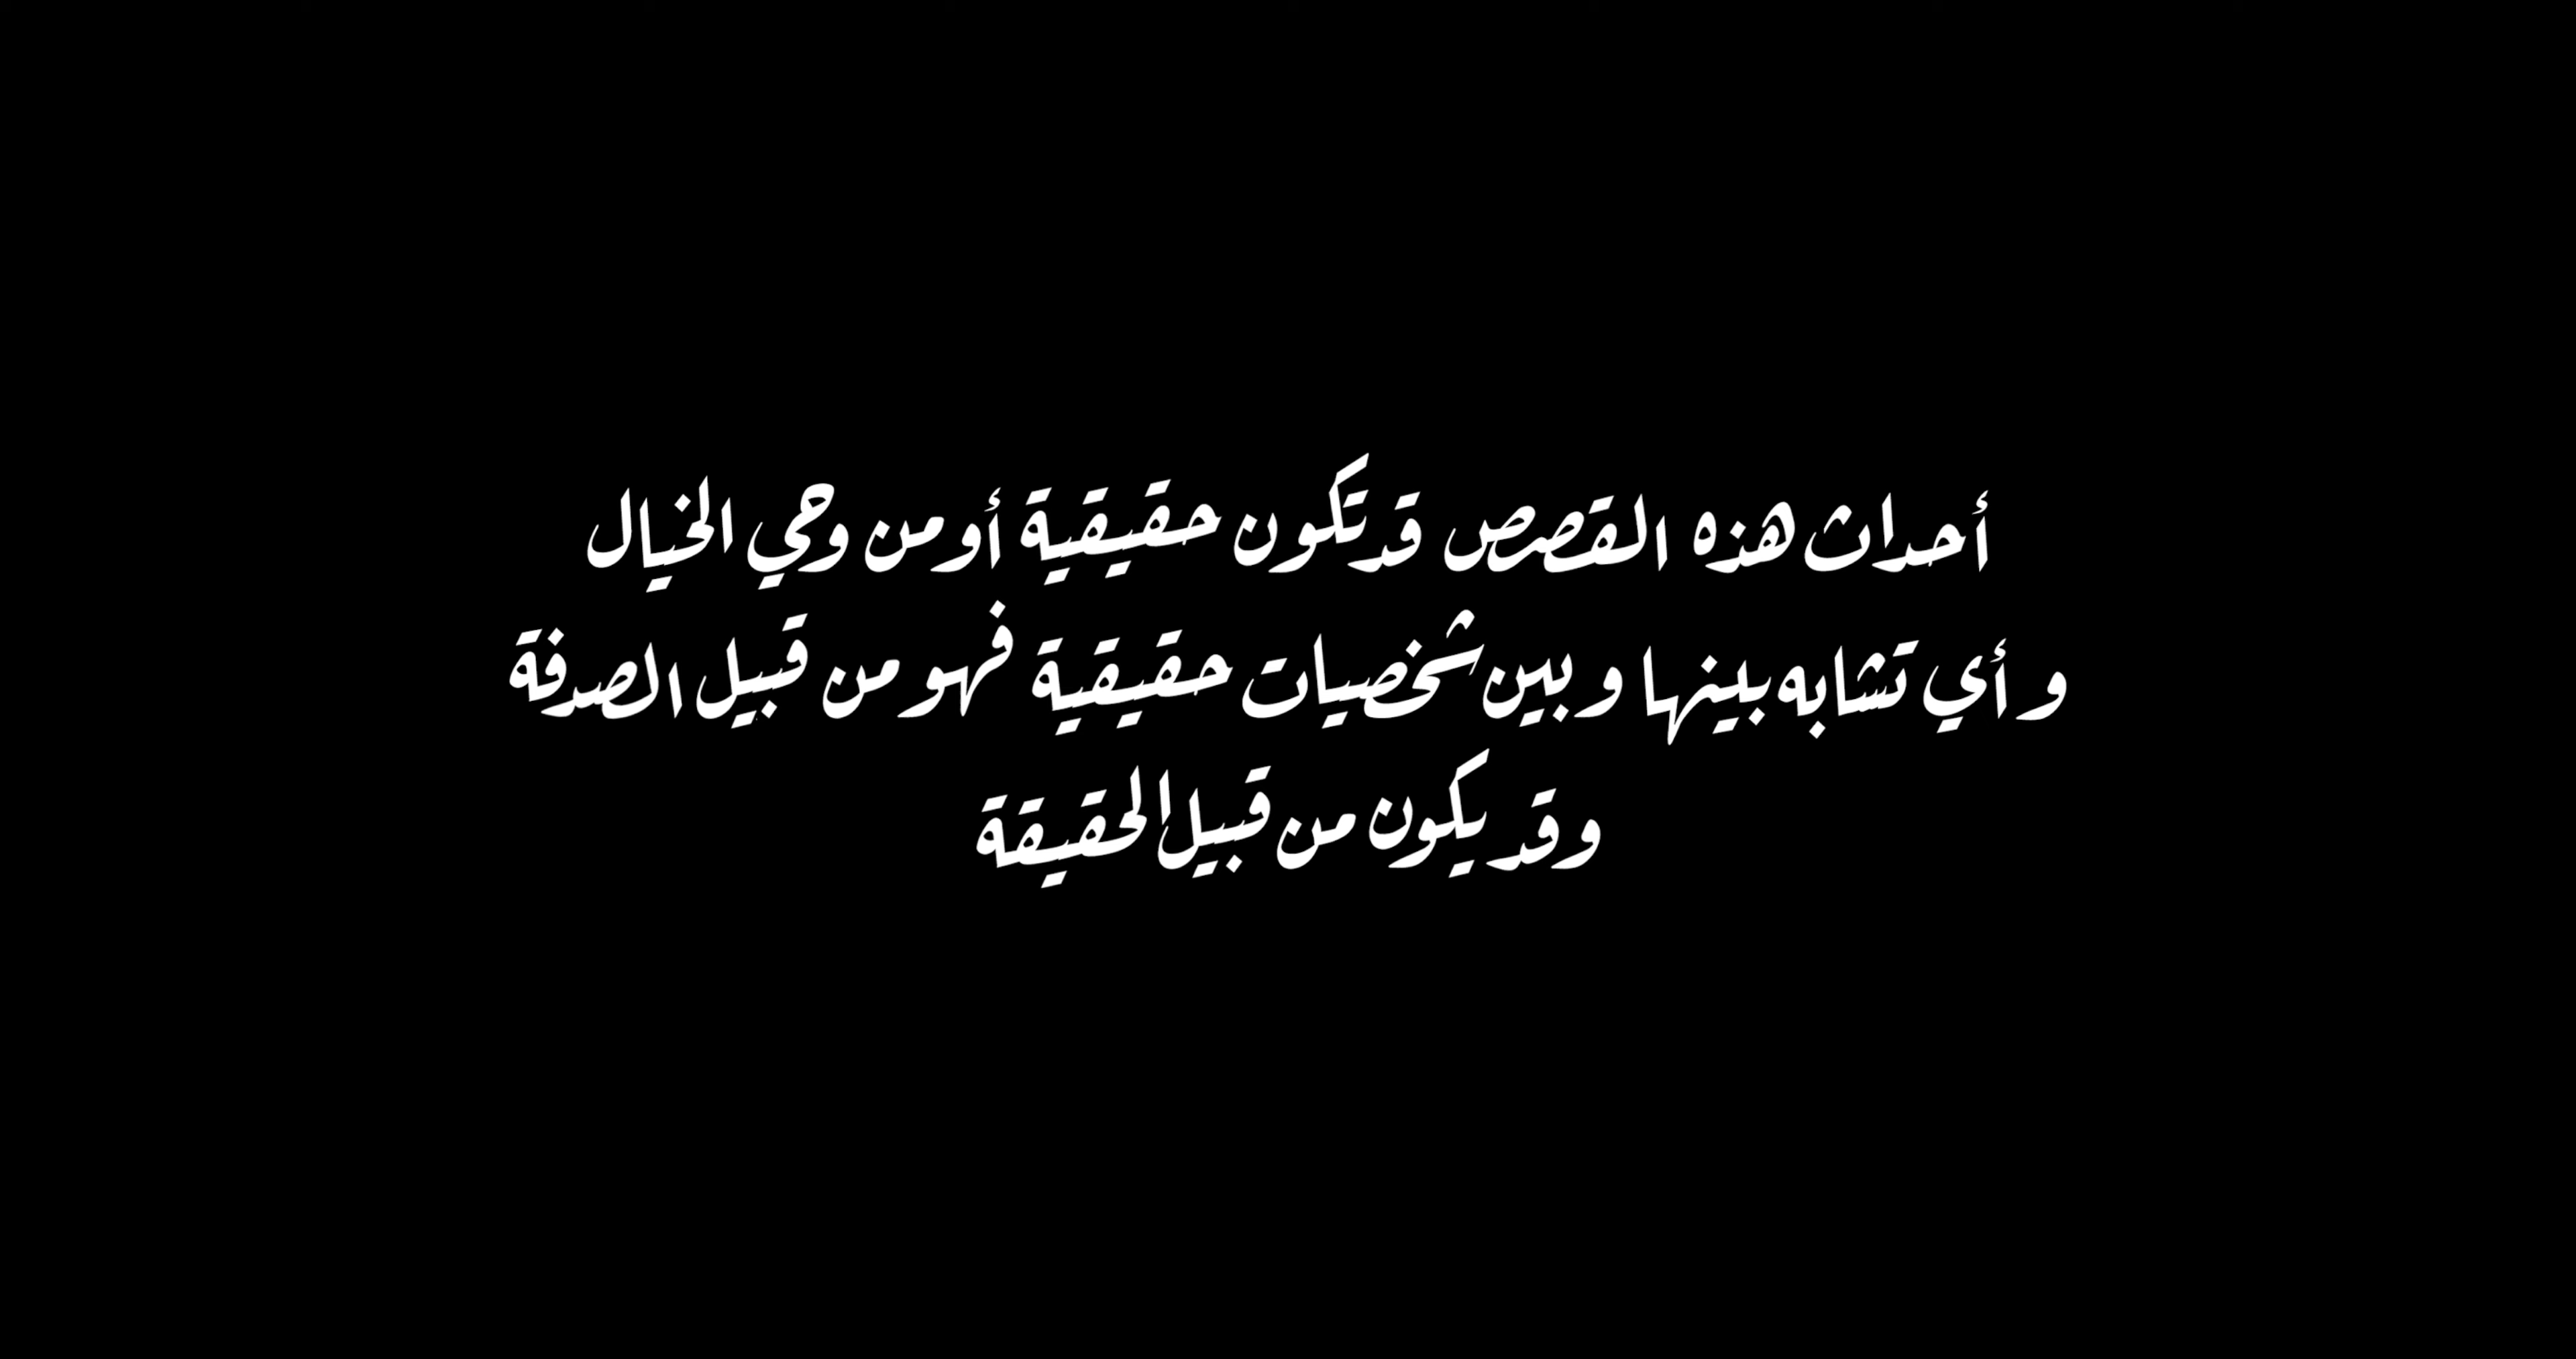 أحداث هذه القصص قد تكون حقيقية أو من وحي الخيال
و أي تشابه بينها وبين شخصيات حقيقية فهو من قبيل الصدفة
وقد يكون من قبيل الحقيقة